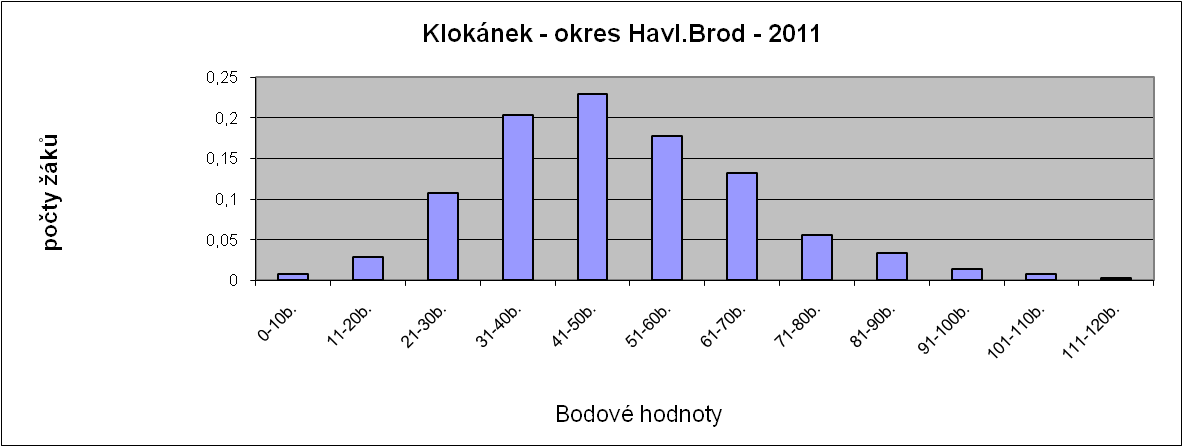 Klokánek - okres Havl.Brod - 2011
počty žáků
0,25
0,2
0,15
0,1
0,05
0
0-10b.
11-20b.
21-30b.
31-40b.
41-50b.
51-60b.
61-70b.
71-80b.
81-90b.
91-100b.
101-110b.
111-120b.
Bodové hodnoty